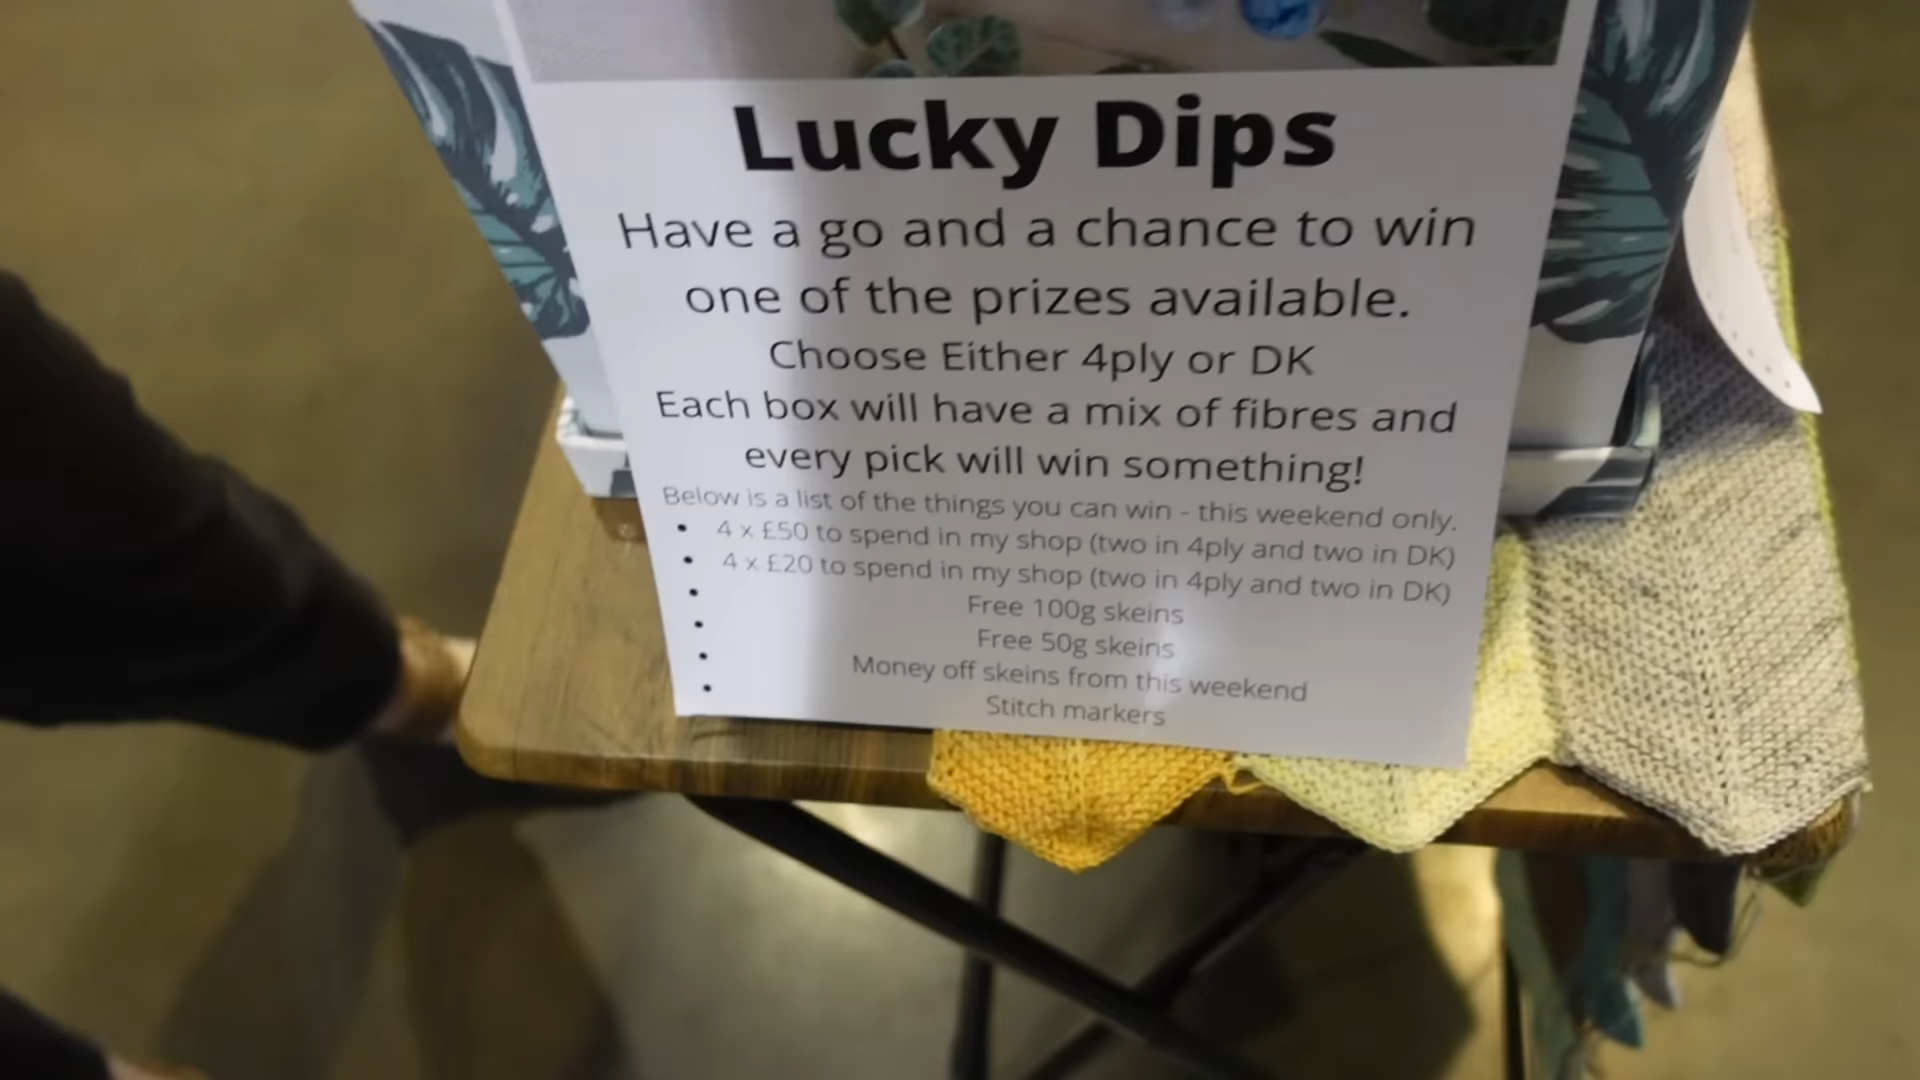 Lucky Dips
Have a go and a chance to win
one of the prizes available.
Choose Either 4ply or DK
Each box will have a mix of fibres and
every pick will win something!
Below is a list of the things you can win - this weekend only.
• 4 x £50 to spend in my shop (two in 4ply and two in DK)
• 4 x £20 to spend in my shop (two in 4ply and two in DK)
• Free 100g skeins
• Free 50g skeins
• Money off skeins from this weekend
• Stitch markers